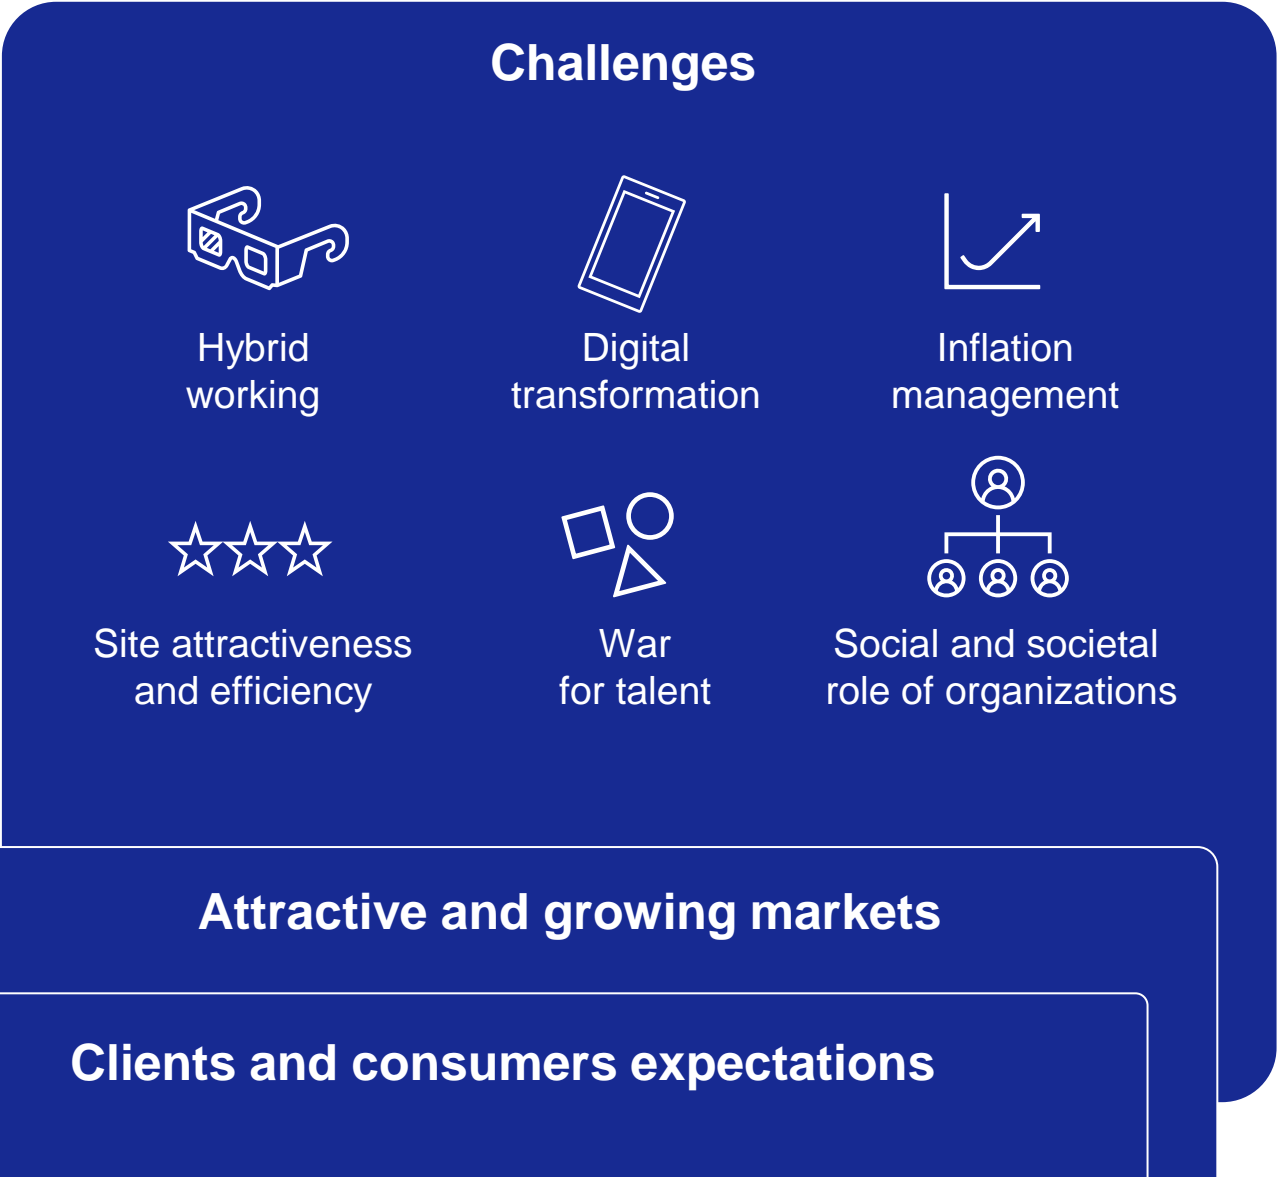 Challenges
Hybrid
working
Digital
transformation
Inflation
management
Site attractiveness
and efficiency
War
for talent
Social and societal
role of organizations
Attractive and growing markets
Clients and consumers expectations